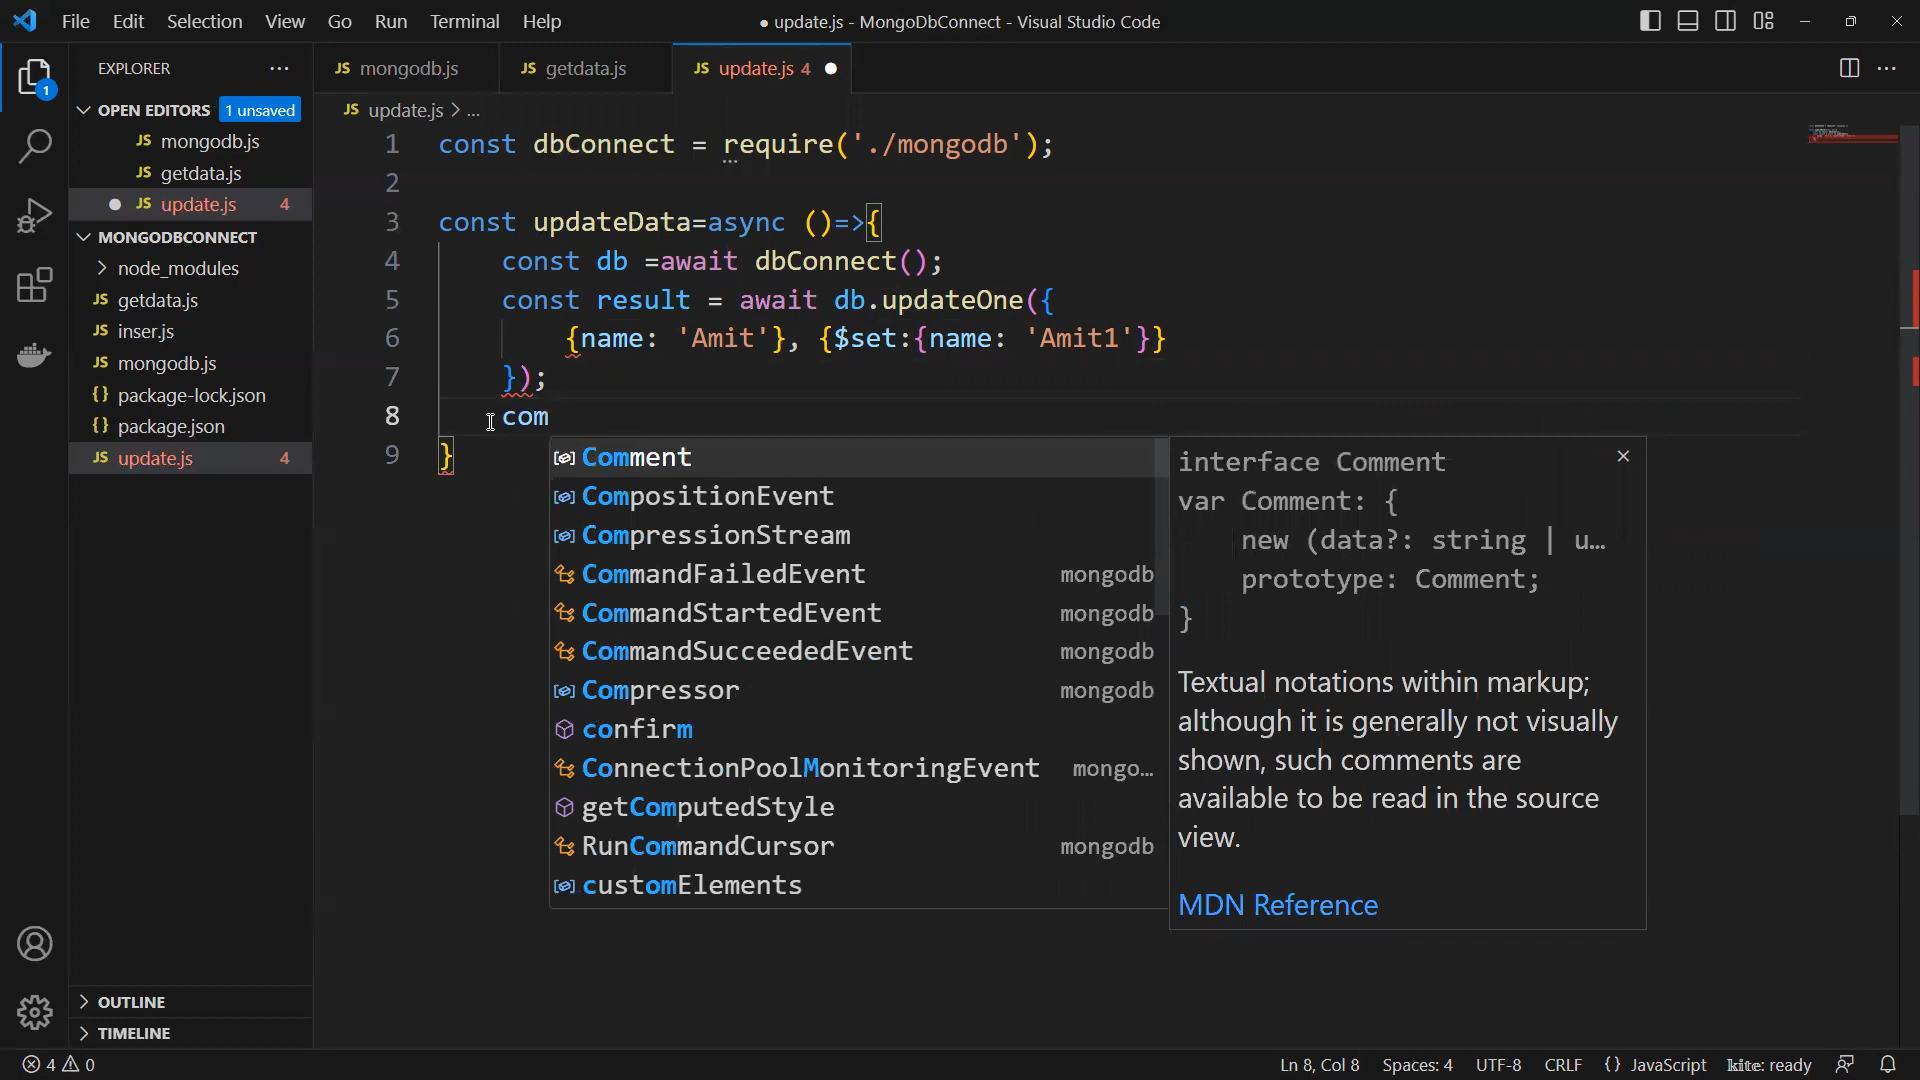 File Edit Selection View Go Run Terminal Help
● update.js - MongoDbConnect - Visual Studio Code
EXPLORER ...
JS mongodb.js
JS getdata.js
JS update.js 4 ●
1
OPEN EDITORS 1 unsaved
JS mongodb.js
JS getdata.js
● JS update.js 4
MONGODBCONNECT
node_modules
JS getdata.js
JS inser.js
JS mongodb.js
{} package-lock.json
{} package.json
JS update.js 4
OUTLINE
TIMELINE
JS update.js > ...
1 const dbConnect = require('./mongodb');
2
3 const updateData=async ()=>{
4 const db =await dbConnect();
5 const result = await db.updateOne({
6 {name: 'Amit'}, {$set:{name: 'Amit1'}}
7 });
8 com
9 }
Comment
CompositionEvent
CompressionStream
CommandFailedEvent mongodb
CommandStartedEvent mongodb
CommandSucceededEvent mongodb
Compressor mongodb
confirm
ConnectionPoolMonitoringEvent mongo…
getComputedStyle
RunCommandCursor mongodb
customElements
interface Comment
var Comment: {
new (data?: string | u…
prototype: Comment;
}
Textual notations within markup;
although it is generally not visually
shown, such comments are
available to be read in the source
view.
MDN Reference
4 0
Ln 8, Col 8 Spaces: 4 UTF-8 CRLF {} JavaScript kite: ready